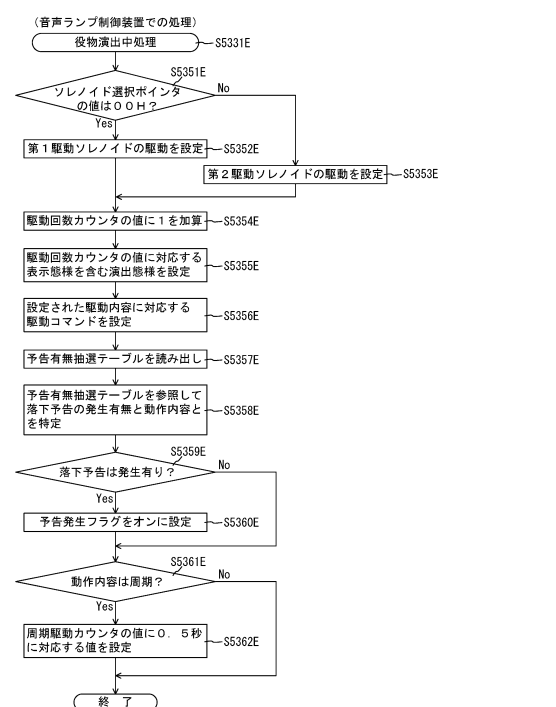 (音声ランプ制御装置での処理)
役物演出中処理
S5331E
S5351E
ソレノイド選択ポインタ
の値は00H?
No
Yes
第1駆動ソレノイドの駆動を設定
S5352E
第2駆動ソレノイドの駆動を設定
S5353E
駆動回数カウンタの値に1を加算
S5354E
駆動回数カウンタの値に対応する
表示態様を含む演出態様を設定
S5355E
設定された駆動内容に対応する
駆動コマンドを設定
S5356E
予告有無抽選テーブルを読み出し
S5357E
予告有無抽選テーブルを参照して
落下予告の発生有無と動作内容と
を特定
S5358E
S5359E
落下予告は発生有り?
No
Yes
予告発生フラグをオンに設定
S5360E
S5361E
動作内容は周期?
No
Yes
周期駆動カウンタの値に0.5秒
に対応する値を設定
S5362E
終 了